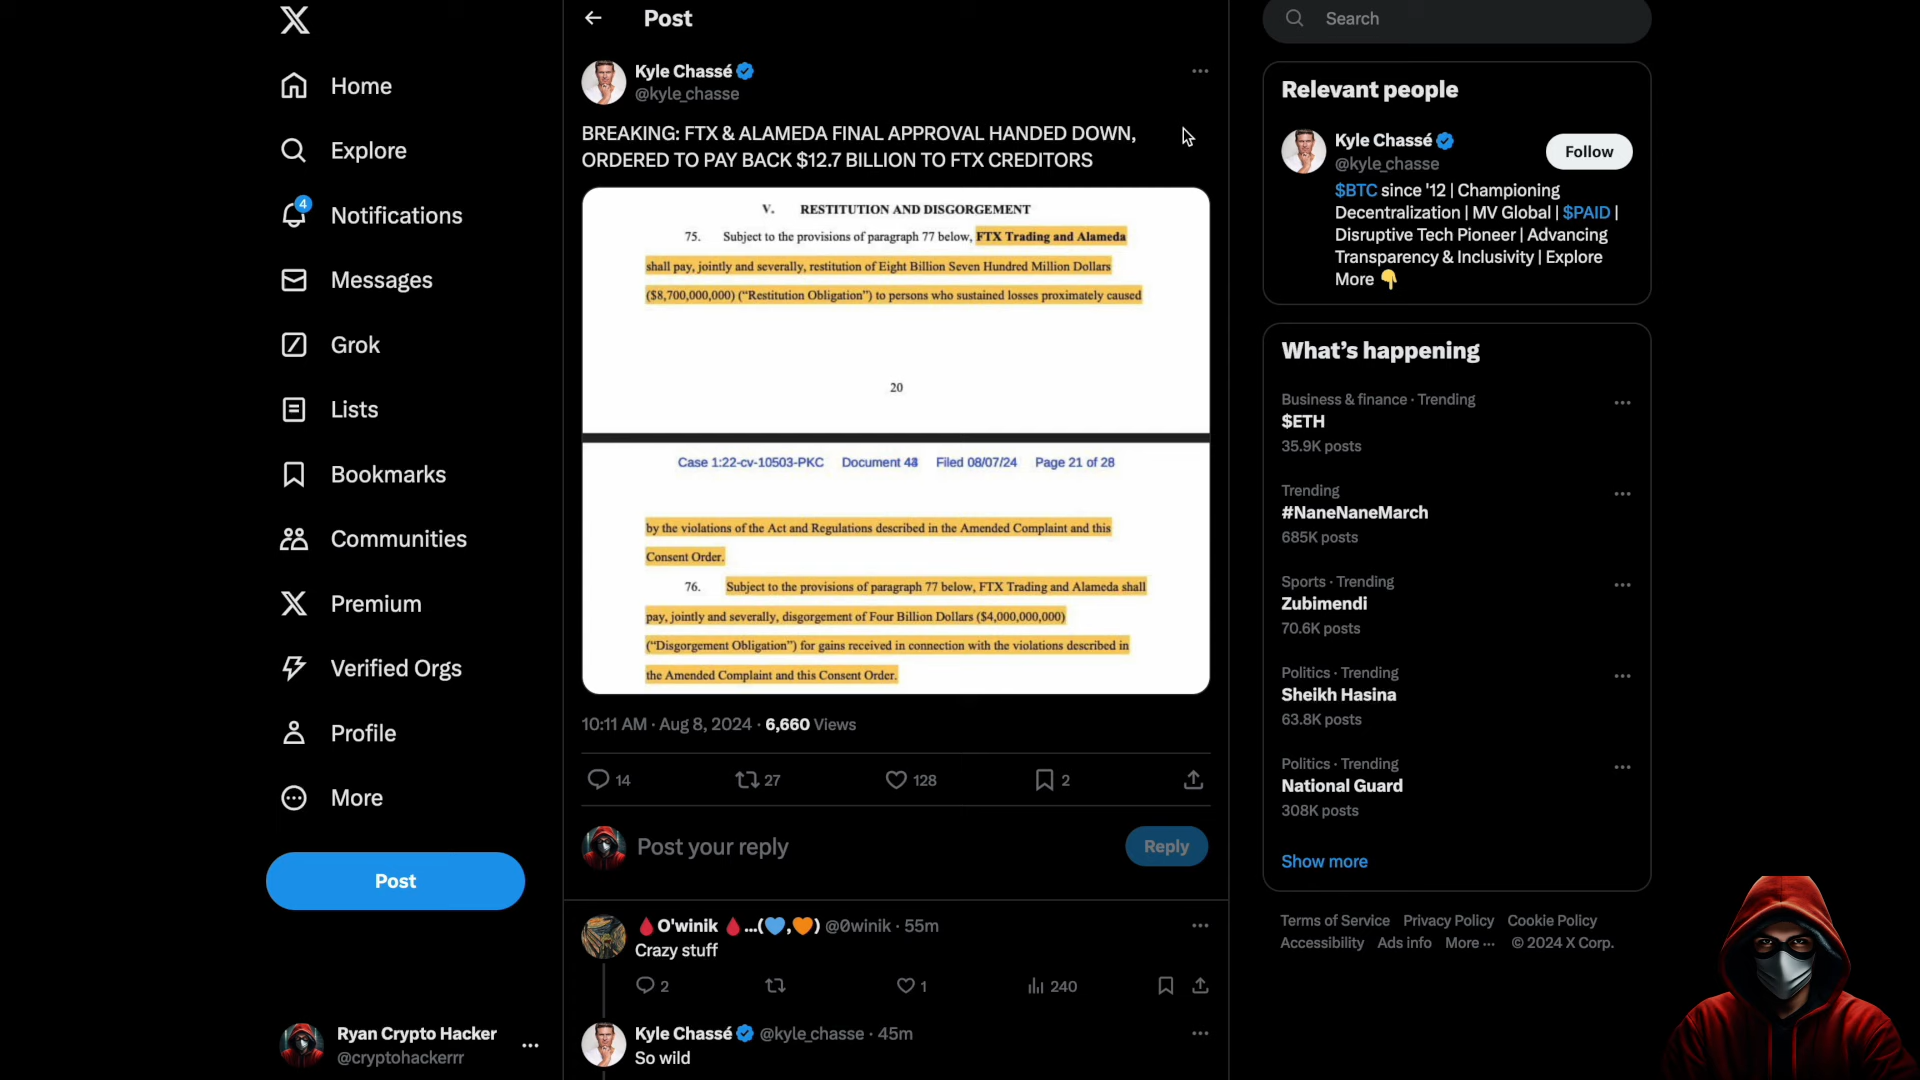 Home
Explore
4
Notifications
Messages
Grok
Lists
Bookmarks
Communities
Premium
Verified Orgs
Profile
More
Post
Ryan Crypto Hacker
@cryptohackerrr
Post
Kyle Chassé
@kyle_chasse
BREAKING: FTX & ALAMEDA FINAL APPROVAL HANDED DOWN,
ORDERED TO PAY BACK $12.7 BILLION TO FTX CREDITORS
V. RESTITUTION AND DISGORGEMENT
75. Subject to the provisions of paragraph 77 below, FTX Trading and Alameda
shall pay, jointly and severally, restitution of Eight Billion Seven Hundred Million Dollars
($8,700,000,000) (“Restitution Obligation”) to persons who sustained losses proximately caused
20
Case 1:22-cv-10503-PKC Document Filed 08/07/24 Page 21 of 28
by the violations of the Act and Regulations described in the Amended Complaint and this
Consent Order.
76. Subject to the provisions of paragraph 77 below, FTX Trading and Alameda shall
pay, jointly and severally, disgorgement of Four Billion Dollars ($4,000,000,000)
(“Disgorgement Obligation”) for gains received in connection with the violations described in
the Amended Complaint and this Consent Order.
10:11 AM · Aug 8, 2024 · 6,660 Views
14 27 128 2
Post your reply
Reply
O'winik ...(,) @0winik · 55m
Crazy stuff
2 1 240
Kyle Chassé @kyle_chasse · 45m
So wild
Search
Relevant people
Kyle Chassé
@kyle_chasse
Follow
$BTC since '12 | Championing
Decentralization | MV Global | $PAID |
Disruptive Tech Pioneer | Advancing
Transparency & Inclusivity | Explore
More
What’s happening
Business & finance · Trending
$ETH
35.9K posts
Trending
#NaneNaneMarch
685K posts
Sports · Trending
Zubimendi
70.6K posts
Politics · Trending
Sheikh Hasina
63.8K posts
Politics · Trending
National Guard
308K posts
Show more
Terms of Service Privacy Policy Cookie Policy
Accessibility Ads info More ··· © 2024 X Corp.